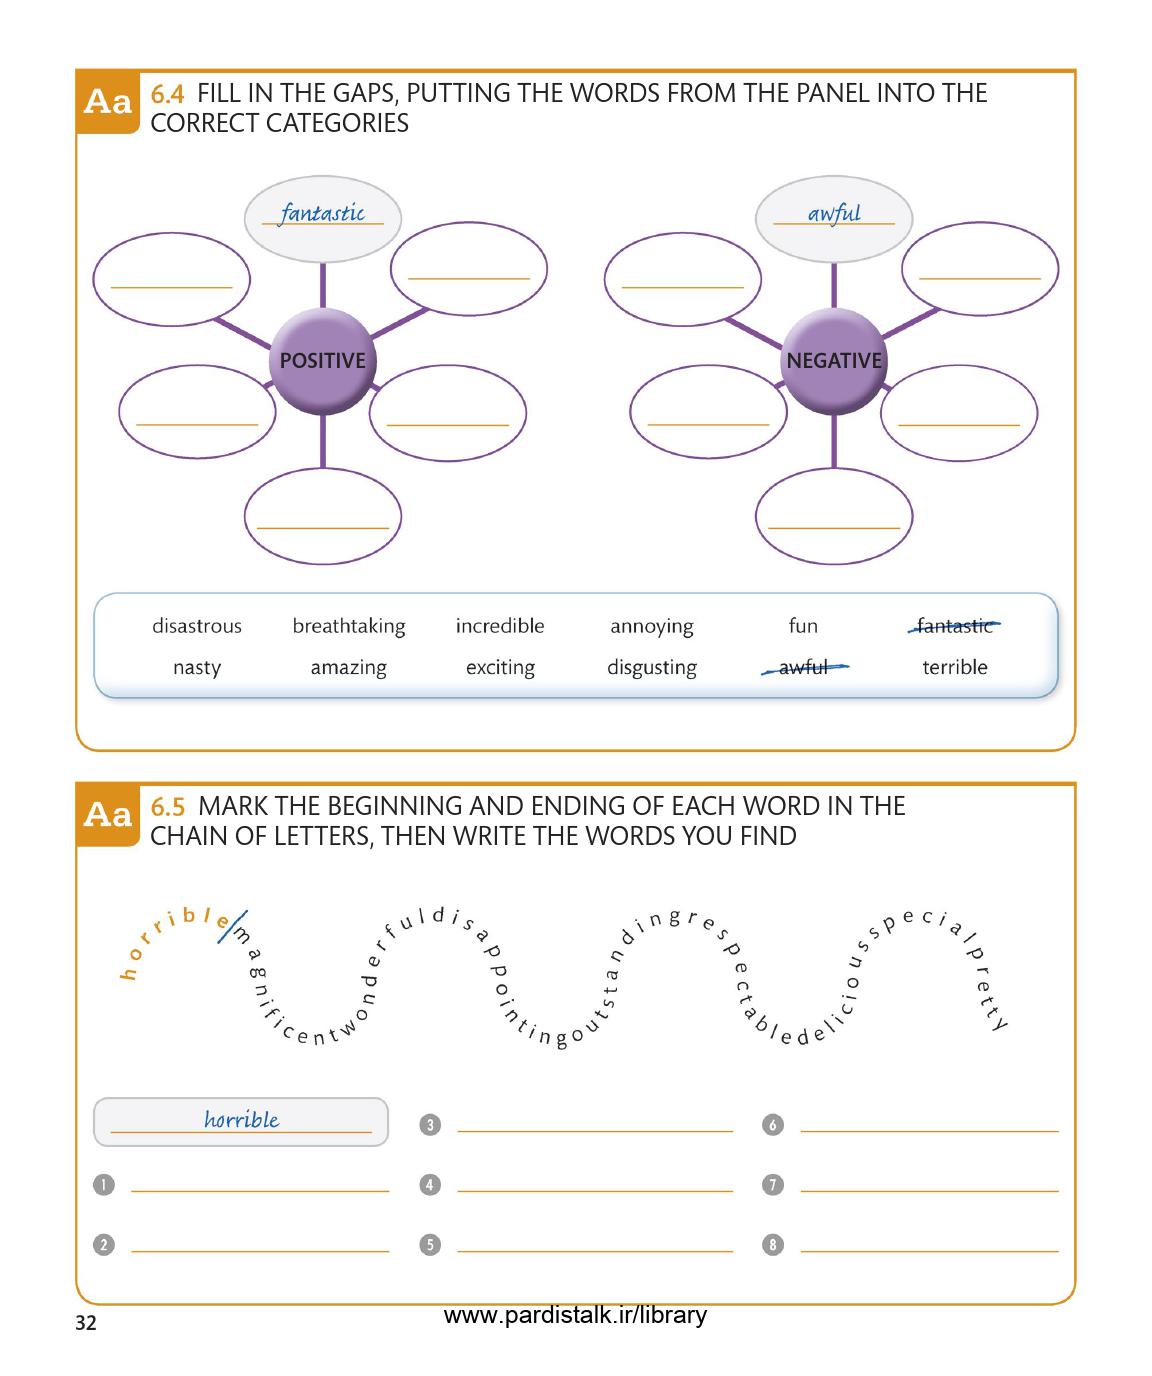 Aa
6.4 FILL IN THE GAPS, PUTTING THE WORDS FROM THE PANEL INTO THE
CORRECT CATEGORIES
fantastic
POSITIVE
awful
NEGATIVE
disastrous breathtaking incredible annoying fun fantastic
nasty amazing exciting disgusting awful terrible
Aa
6.5 MARK THE BEGINNING AND ENDING OF EACH WORD IN THE
CHAIN OF LETTERS, THEN WRITE THE WORDS YOU FIND
horrible/magnificentwonderfuldisappointingoutstandingrespectabledeliciousspecialpretty
horrible
1
2
3
4
5
6
7
8
32
www.pardistalk.ir/library